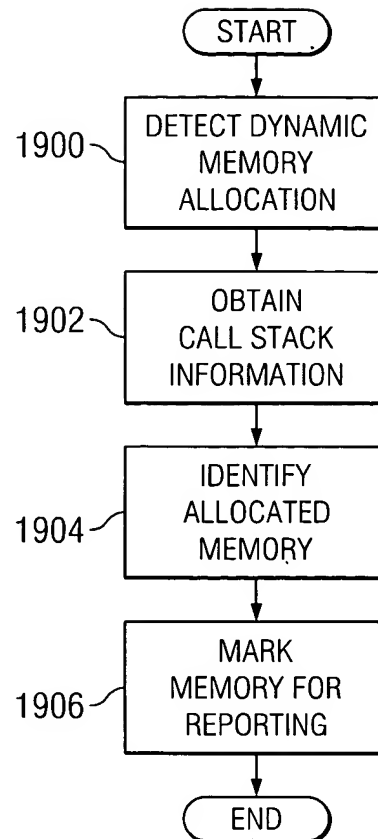 START
1900
DETECT DYNAMIC
MEMORY
ALLOCATION
1902
OBTAIN
CALL STACK
INFORMATION
1904
IDENTIFY
ALLOCATED
MEMORY
1906
MARK
MEMORY FOR
REPORTING
END